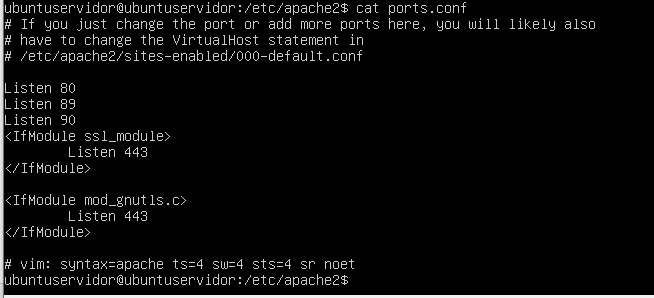 ubuntuservidor@ubuntuservidor:/etc/apache2$ cat ports.conf
# If you just change the port or add more ports here, you will likely also
# have to change the VirtualHost statement in
# /etc/apache2/sites-enabled/000-default.conf

Listen 80
Listen 89
Listen 90
<IfModule ssl_module>
        Listen 443
</IfModule>

<IfModule mod_gnutls.c>
        Listen 443
</IfModule>

# vim: syntax=apache ts=4 sw=4 sts=4 sr noet
ubuntuservidor@ubuntuservidor:/etc/apache2$